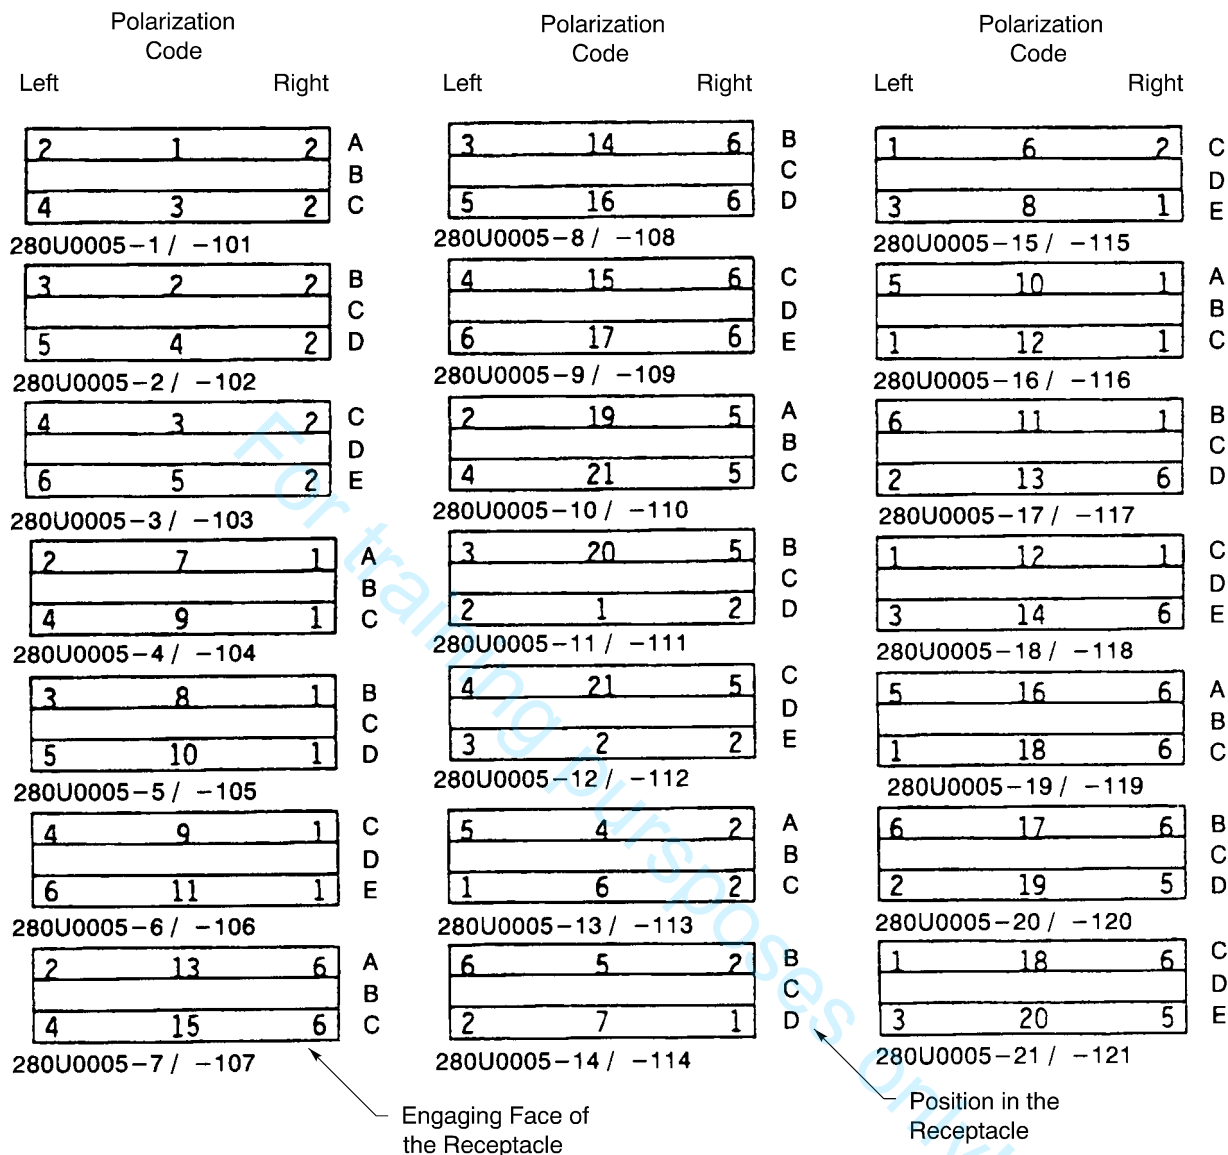 Polarization
Code
Left Right
2 1 2 A
B
4 3 2 C
280U0005-1 / -101
3 2 2 B
C
5 4 2 D
280U0005-2 / -102
4 3 2 C
D
6 5 2 E
280U0005-3 / -103
2 7 1 A
B
4 9 1 C
280U0005-4 / -104
3 8 1 B
C
5 10 1 D
280U0005-5 / -105
4 9 1 C
D
6 11 1 E
280U0005-6 / -106
2 13 6 A
B
4 15 6 C
280U0005-7 / -107
Engaging Face of
the Receptacle
Polarization
Code
Left Right
3 14 6 B
C
5 16 6 D
280U0005-8 / -108
4 15 6 C
D
6 17 6 E
280U0005-9 / -109
2 19 5 A
B
4 21 5 C
280U0005-10 / -110
3 20 5 B
C
2 1 2 D
280U0005-11 / -111
4 21 5 C
D
3 2 2 E
280U0005-12 / -112
5 4 2 A
B
1 6 2 C
280U0005-13 / -113
6 5 2 B
C
2 7 1 D
280U0005-14 / -114
Polarization
Code
Left Right
1 6 2 C
D
3 8 1 E
280U0005-15 / -115
5 10 1 A
B
1 12 1 C
280U0005-16 / -116
6 11 1 B
C
2 13 6 D
280U0005-17 / -117
1 12 1 C
D
3 14 6 E
280U0005-18 / -118
5 16 6 A
B
1 18 6 C
280U0005-19 / -119
6 17 6 B
C
2 19 5 D
280U0005-20 / -120
1 18 6 C
D
3 20 5 E
280U0005-21 / -121
Position in the
Receptacle
For training purposes only